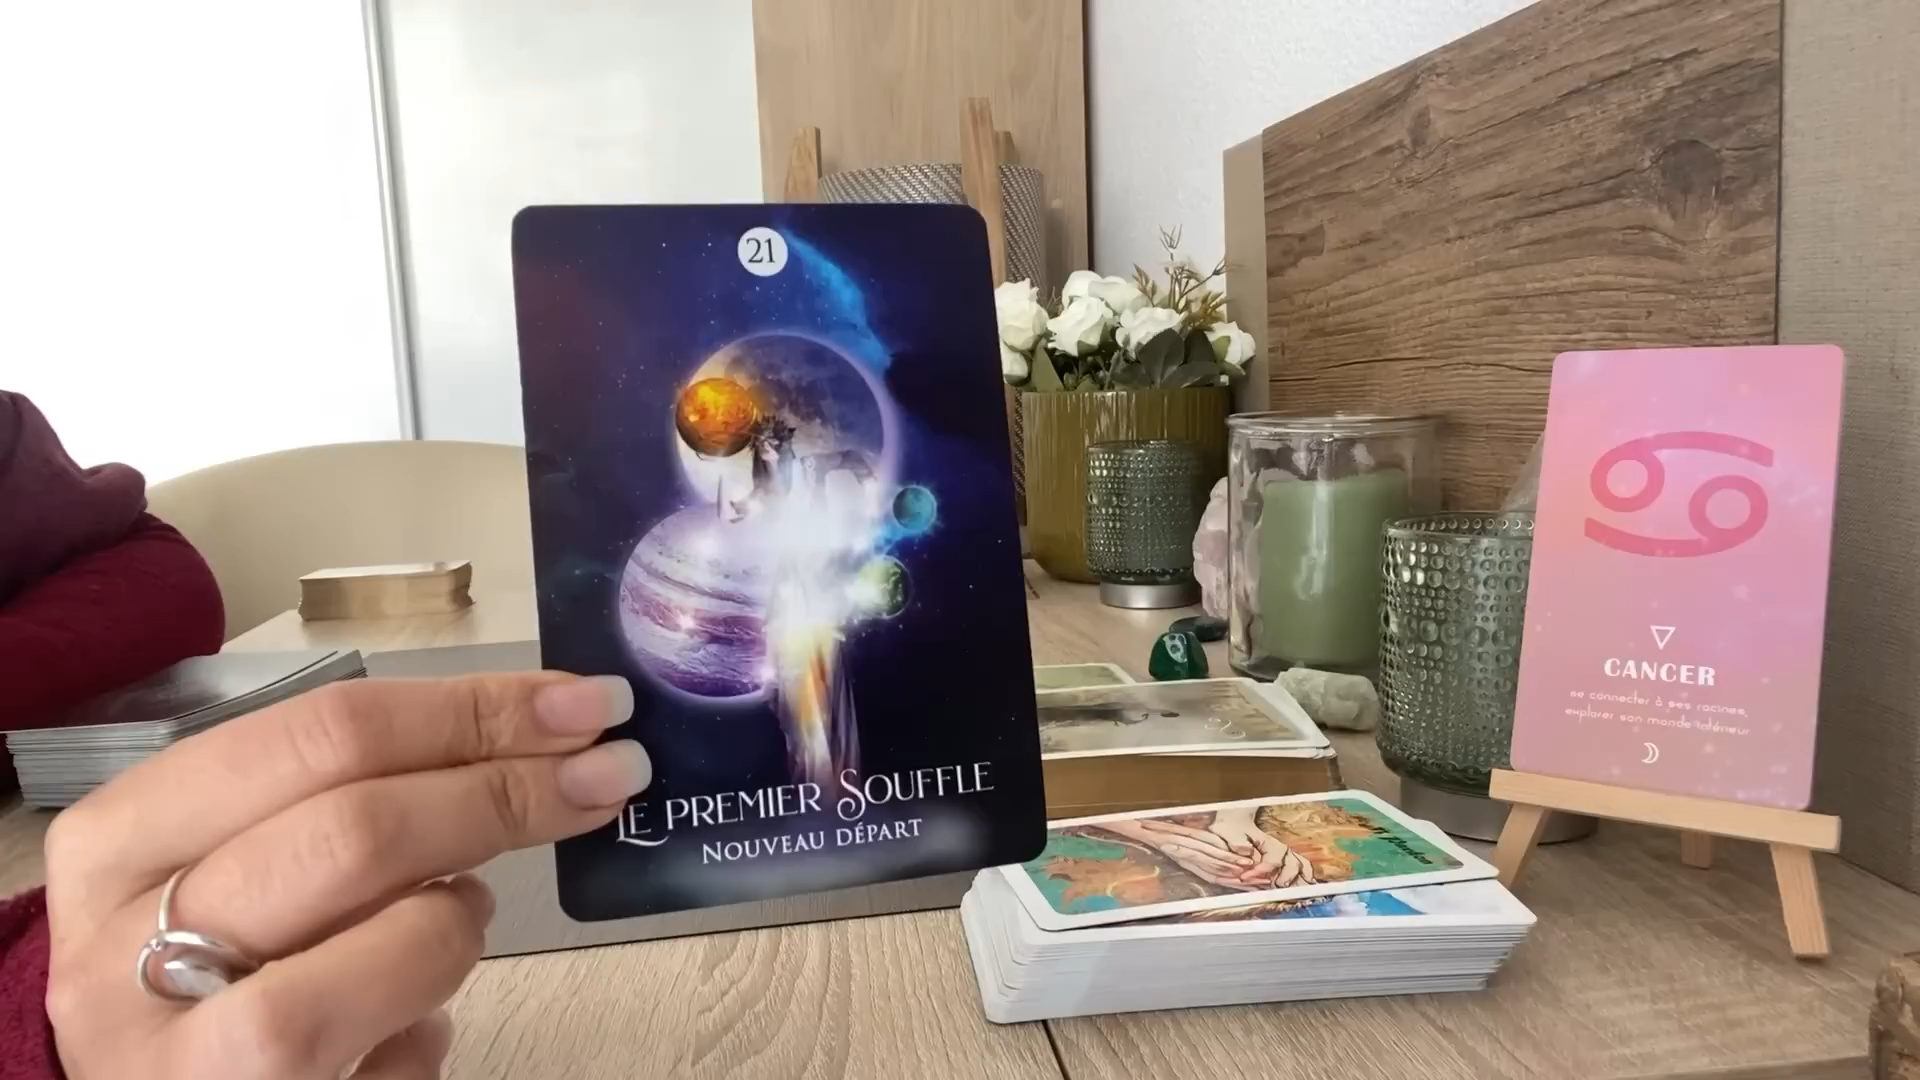 21
LE PREMIER SOUFFLE
NOUVEAU DÉPART
CANCER
se connecter à ses racines,
explorer son monde intérieur